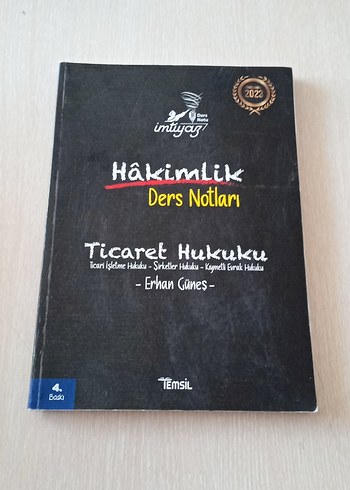 Ders
Notu
imtiyaz
2023
Hâkimlik
Ders Notları
Ticaret Hukuku
Ticari İşletme Hukuku - Şirketler Hukuku - Kıymetli Evrak Hukuku
- Erhan Güneş -
4.
Baskı
TEMSİL